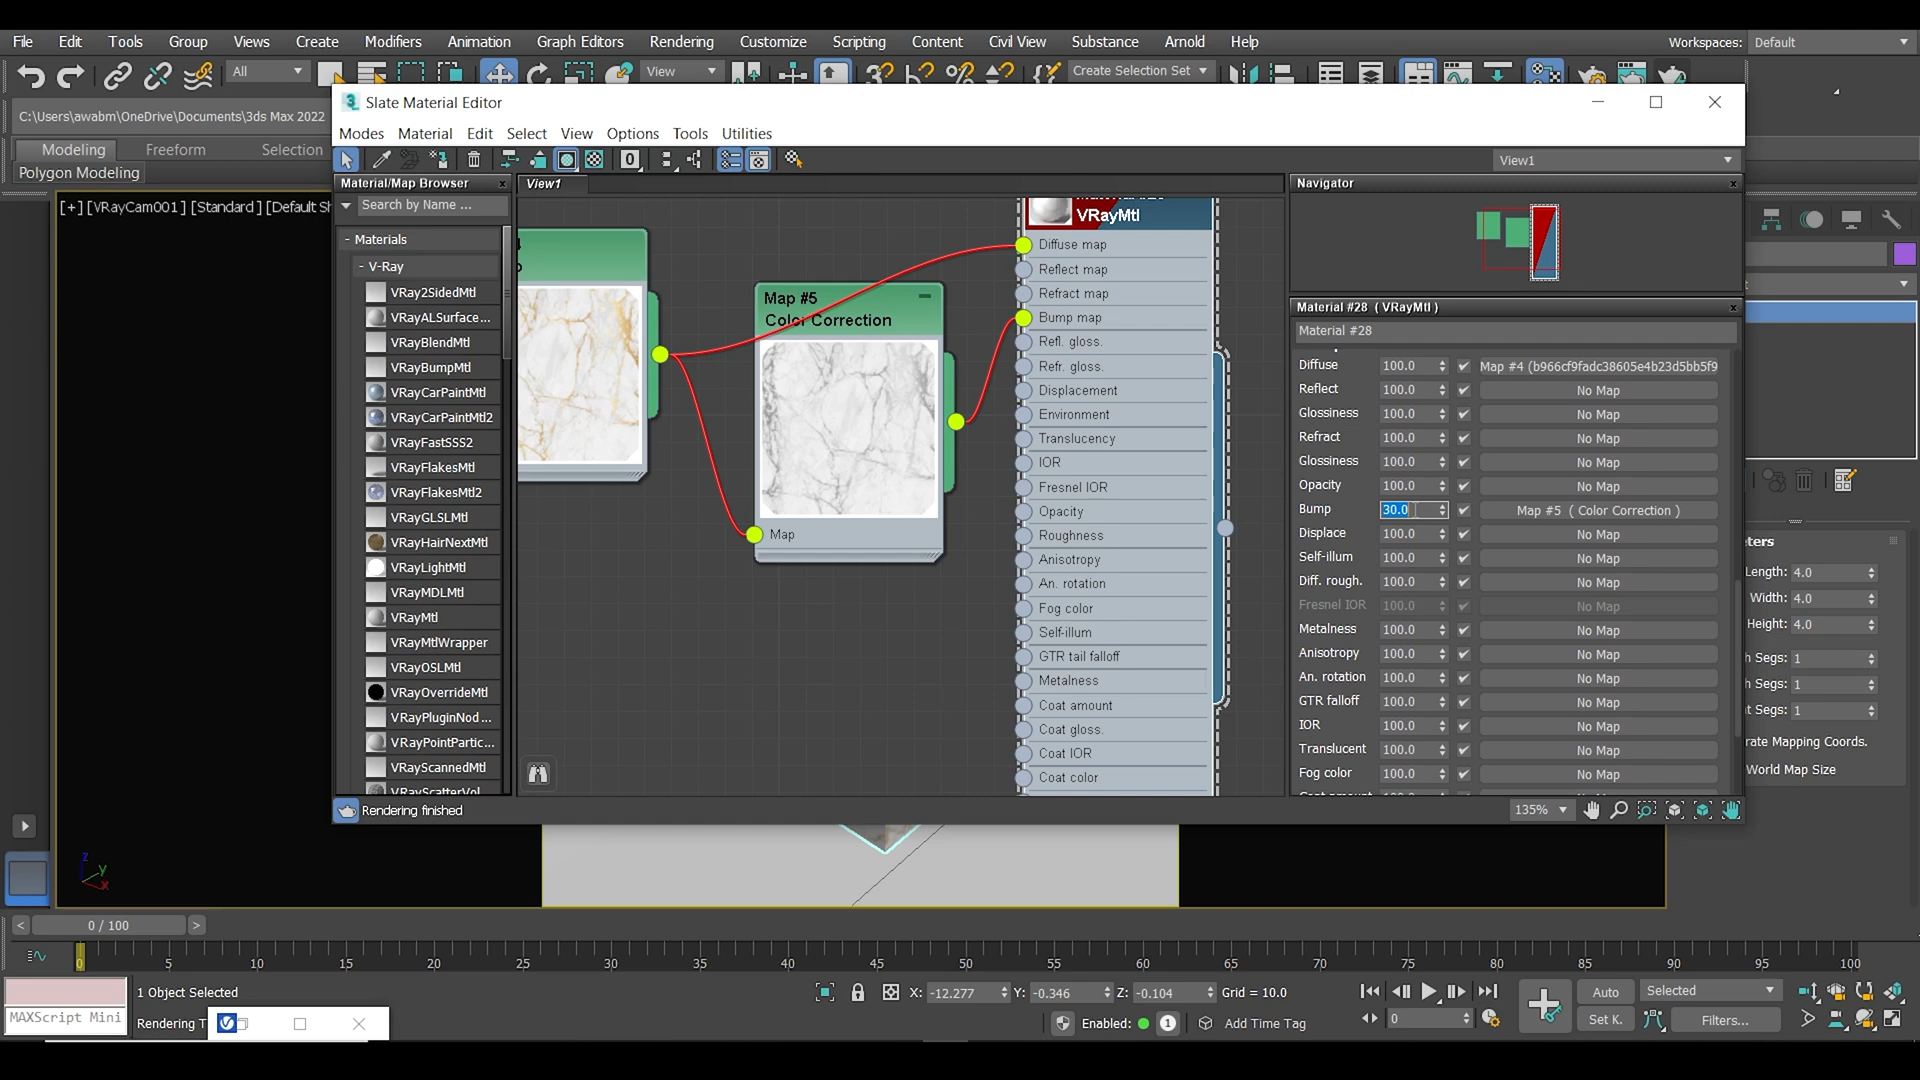 File Edit Tools Group Views Create Modifiers Animation Graph Editors Rendering Customize Scripting Content Civil View Substance Arnold Help Workspaces: Default
All View Create Selection Set
C:\Users\awabm\OneDrive\Documents\3ds Max 2022
Modeling Freeform Selection
Polygon Modeling
[+] [VRayCam001] [Standard] [Default Sh
3 Slate Material Editor
Modes Material Edit Select View Options Tools Utilities
0 View1
Material/Map Browser x
Search by Name ...
- Materials
- V-Ray
VRay2SidedMtl
VRayALSurface...
VRayBlendMtl
VRayBumpMtl
VRayCarPaintMtl
VRayCarPaintMtl2
VRayFastSSS2
VRayFlakesMtl
VRayFlakesMtl2
VRayGLSLMtl
VRayHairNextMtl
VRayLightMtl
VRayMDLMtl
VRayMtl
VRayMtlWrapper
VRayOSLMtl
VRayOverrideMtl
VRayPluginNod...
VRayPointPartic...
VRayScannedMtl
VRayScatterVol
View1
Map #5
Color Correction
Map
VRayMtl
Diffuse map
Reflect map
Refract map
Bump map
Refl. gloss.
Refr. gloss.
Displacement
Environment
Translucency
IOR
Fresnel IOR
Opacity
Roughness
Anisotropy
An. rotation
Fog color
Self-illum
GTR tail falloff
Metalness
Coat amount
Coat gloss.
Coat IOR
Coat color
Navigator x
Material #28 ( VRayMtl ) x
Material #28
Diffuse 100.0 Map #4 (b966cf9fadc38605e4b23d5bb5f9
Reflect 100.0 No Map
Glossiness 100.0 No Map
Refract 100.0 No Map
Glossiness 100.0 No Map
Opacity 100.0 No Map
Bump 30.0 Map #5 ( Color Correction )
Displace 100.0 No Map
Self-illum 100.0 No Map
Diff. rough. 100.0 No Map
Fresnel IOR 100.0 No Map
Metalness 100.0 No Map
Anisotropy 100.0 No Map
An. rotation 100.0 No Map
GTR falloff 100.0 No Map
IOR 100.0 No Map
Translucent 100.0 No Map
Fog color 100.0 No Map
Rendering finished
135%
ters
Length: 4.0
Width: 4.0
Height: 4.0
h Segs: 1
h Segs: 1
t Segs: 1
rate Mapping Coords.
World Map Size
z
y
x
< 0 / 100 >
0 5 10 15 20 25 30 35 40 45 50 55 60 65 70 75 80 85 90 95 100
1 Object Selected
X: -12.277 Y: -0.346 Z: -0.104 Grid = 10.0
Auto Selected
MAXScript Mini
Rendering T
Enabled: 1 Add Time Tag
0
Set K. Filters...